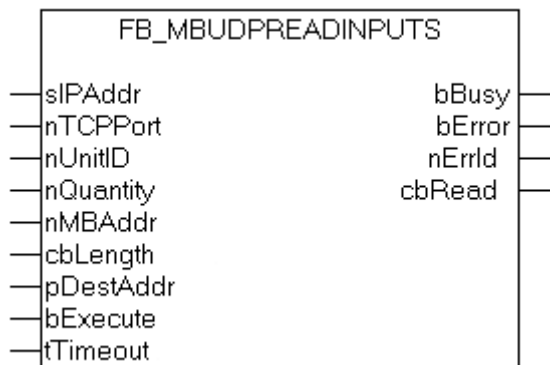 FB_MBUDPREADINPUTS
sIPAddr bBusy
nTCPPort bError
nUnitID nErrId
nQuantity cbRead
nMBAddr
cbLength
pDestAddr
bExecute
tTimeout